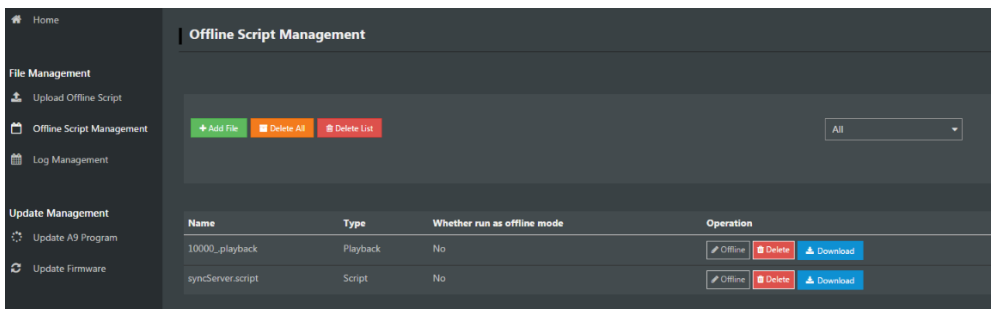 Home
File Management
Upload Offline Script
Offline Script Management
Log Management
Update Management
Update A9 Program
Update Firmware
Offline Script Management
Add File Delete All Delete List All
Name Type Whether run as offline mode Operation
10000_.playback Playback No Offline Delete Download
syncServer.script Script No Offline Delete Download